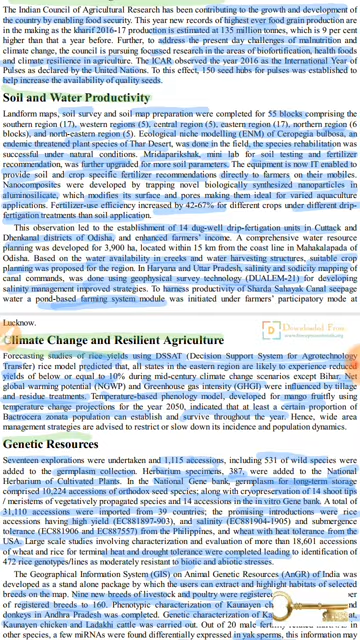 The Indian Council of Agricultural Research has been contributing to the growth and development of
the country by enabling food security. This year new records of highest ever food grain production are
in the making as the kharif 2016-17 production is estimated at 135 million tonnes, which is 9 per cent
higher than that a year before. Further, to address the present day challenges of malnutrition and
climate change, the council is pursuing focussed research in the areas of biofortification, health foods
and climate resilience in agriculture. The ICAR observed the year 2016 as the International Year of
Pulses as declared by the United Nations. To this effect, 150 seed hubs for pulses was established to
help increase the availability of quality seeds.
Soil and Water Productivity
Landform maps, soil survey and soil map preparation were completed for 55 blocks comprising the
southern region (17), western regions (5), central region(5), eastern region (17), northern region (6
blocks), and north-eastern region (5). Ecological niche modelling (ENM) of Ceropegia bulbosa, an
endemic threatened plant species of Thar Desert, was done in the field, the species rehabilitation was
successful under natural conditions. Mridaparikshak, mini lab for soil testing and fertilizer
recommendation, was further upgraded for more soil parameters. The equipment is now IT enabled to
provide soil and crop specific fertilizer recommendations directly to farmers on their mobiles.
Nanocomposites were developed by trapping novel biologically synthesized nanoparticles in
aluminosilicate, which modifies its surface and pores making them ideal for varied aquaculture
applications. Fertilizer-use efficiency increased by 42-67% for different crops under different drip-
fertigation treatments than soil application.
This observation led to the establishment of 14 dug-well drip-fertigation units in Cuttack and
Dhenkanal districts of Odisha, and enhanced farmers' income. A comprehensive water resource
planning was developed for 3,900 ha, located within 15 km from the coast line in Mahakalapada of
Odisha. Based on the water availability in creeks and water harvesting structures, suitable crop
planning was proposed for the region. In Haryana and Uttar Pradesh, salinity and sodicity mapping of
canal commands, was done using geophysical survey technology (DUALEM-21) for developing
salinity management improved strategies. To harness productivity of Sharda Sahayak Canal seepage
water a pond-based farming system module was initiated under farmers' participatory mode at
Lucknow.
Downloaded From:
Climate Change and Resilient Agriculture
Forecasting studies of rice yields using DSSAT (Decision Support System for Agrotechnology
Transfer) rice model predicted that, all states in the eastern region are likely to experience reduced
yields of below or equal to 10% during mid-century climate change scenarios except Bihar. Net
global warming potential (NGWP) and Greenhouse gas intensity (GHGI) were influenced by tillage
and residue treatments. Temperature-based phenology model, developed for mango fruitfly using
temperature change projections for the year 2050, indicated that at least a certain proportion of
Bactrocera zonata population can establish and survive throughout the year. Hence, wide area
management strategies are advised to restrict or slow down its incidence and population dynamics.
Genetic Resources
Seventeen explorations were undertaken and 1,115 accessions, including 531 of wild species were
added to the germplasm collection. Herbarium specimens, 387, were added to the National
Herbarium of Cultivated Plants. In the National Gene bank, germplasm for long-term storage
comprised 10,224 accessions of orthodox seed species; along with cryopreservation of 14 shoot tips
/ meristems of vegetatively propagated species and 14 accessions in the in vitro Gene bank. A total of
31,110 accessions were imported from 39 countries; the promising introductions were rice
accessions having high yield (EC881897-903), and salinity (EC881904-1905) and submergence
tolerance (EC881906 and EC887557) from the Philippines, and wheat with heat tolerance from the
USA. Large scale studies involving characterization and evaluation of more than 18,601 accessions
of wheat and rice for terminal heat and drought tolerance were completed leading to identification of
472 rice genotypes/lines as moderately resistant to biotic and abiotic stresses.
The Geographical Information System (GIS) on Animal Genetic Resources (AnGR) of India was
developed as a stand alone package by which the users can extract and highlight habitats of selected
breeds on the map. Nine new breeds of livestock and poultry were registered
of registered breeds to 160. Phenotypic characterization of Kaunayen
donkeys in Andhra Pradesh was completed. Genetic characterization of
Kaunayen chicken and Ladakhi cattle was carried out. Out of 20 male
other species, a few miRNAs were found differentially expressed in yak sperms, this information